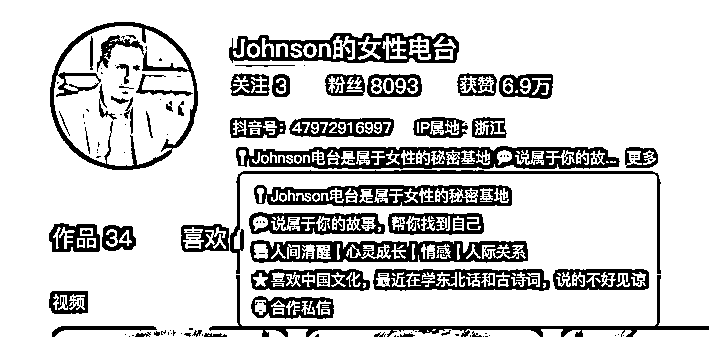 Johnson的女性电台
关注 3 粉丝 8093 获赞 6.9万
抖音号：47972916997 IP属地：浙江
Johnson电台是属于女性的秘密基地 说属于你的故... 更多
Johnson电台是属于女性的秘密基地
说属于你的故事，帮你找到自己
作品 34 喜欢
人间清醒 | 心灵成长 | 情感 | 人际关系
喜欢中国文化，最近在学东北话和古诗词，说的不好见谅
视频
合作私信